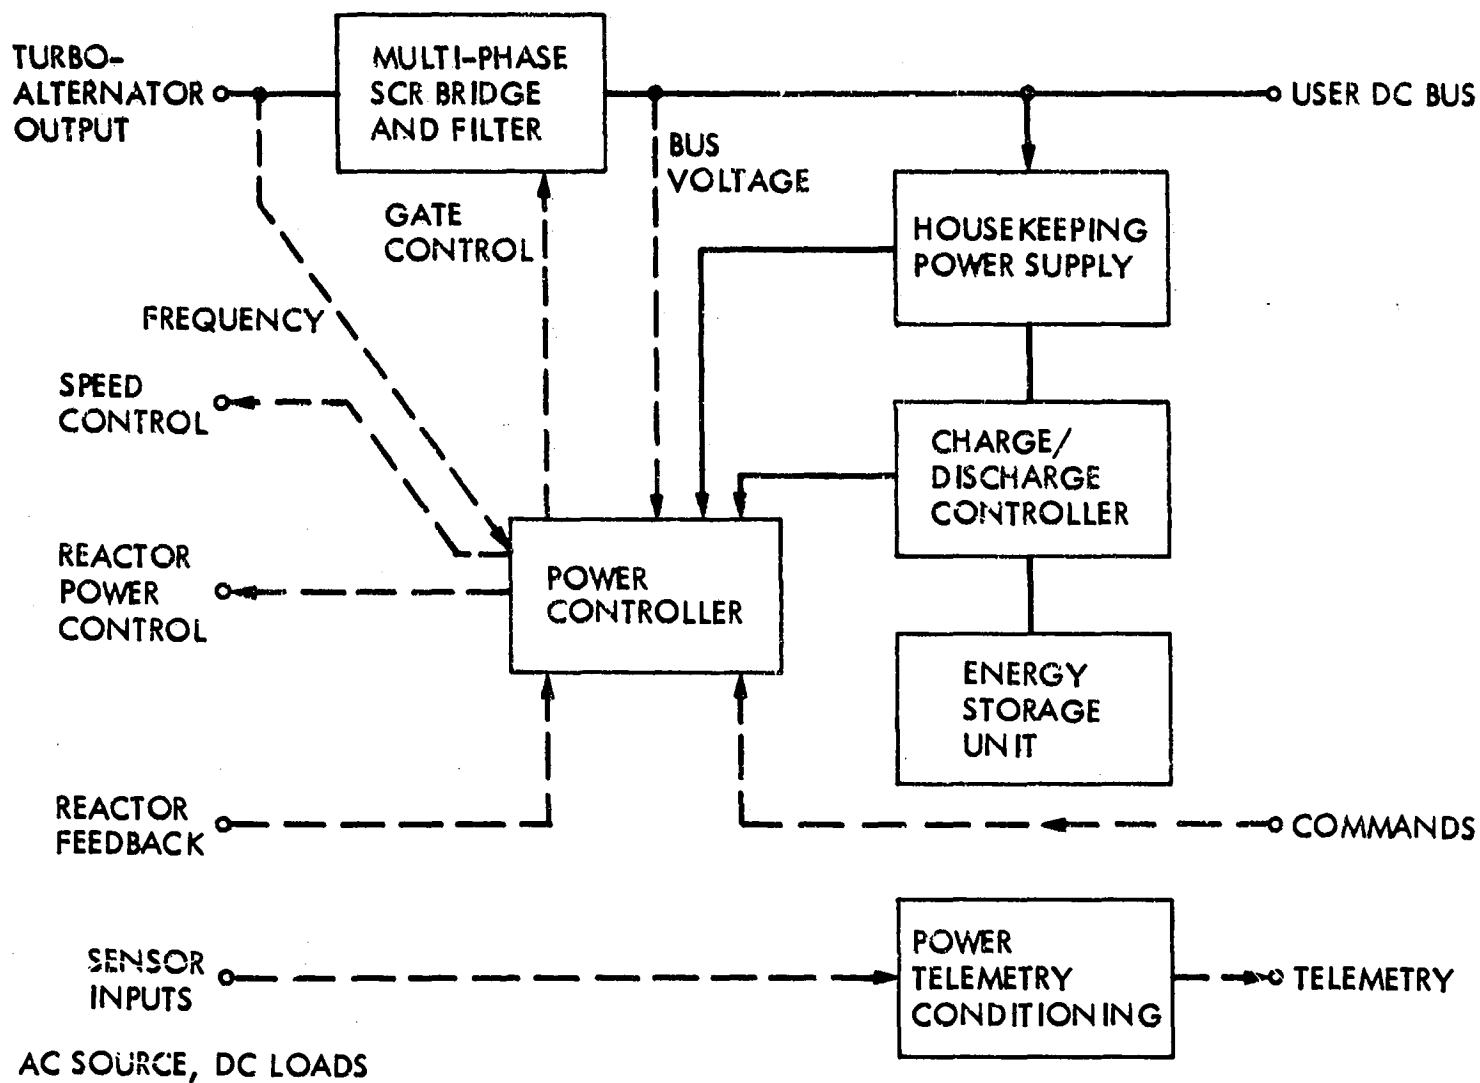 TURBO-
ALTERNATOR
OUTPUT
MULTI-PHASE
SCR BRIDGE
AND FILTER
USER DC BUS
BUS
VOLTAGE
GATE
CONTROL
HOUSEKEEPING
POWER SUPPLY
FREQUENCY
SPEED
CONTROL
CHARGE/
DISCHARGE
CONTROLLER
REACTOR
POWER
CONTROL
POWER
CONTROLLER
ENERGY
STORAGE
UNIT
REACTOR
FEEDBACK
COMMANDS
SENSOR
INPUTS
POWER
TELEMETRY
CONDITIONING
TELEMETRY
AC SOURCE, DC LOADS